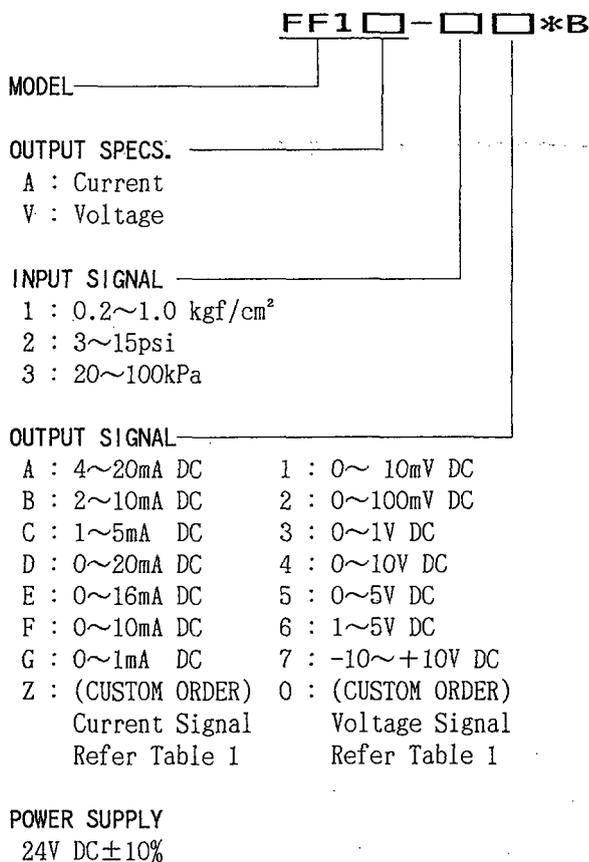 FF1□-□□*B
MODEL
OUTPUT SPECS.
A : Current
V : Voltage
INPUT SIGNAL
1 : 0.2~1.0 kgf/cm²
2 : 3~15psi
3 : 20~100kPa
OUTPUT SIGNAL
A : 4~20mA DC 1 : 0~ 10mV DC
B : 2~10mA DC 2 : 0~100mV DC
C : 1~5mA DC 3 : 0~1V DC
D : 0~20mA DC 4 : 0~10V DC
E : 0~16mA DC 5 : 0~5V DC
F : 0~10mA DC 6 : 1~5V DC
G : 0~1mA DC 7 : -10~+10V DC
Z : (CUSTOM ORDER) 0 : (CUSTOM ORDER)
Current Signal Voltage Signal
Refer Table 1 Refer Table 1
POWER SUPPLY
24V DC±10%